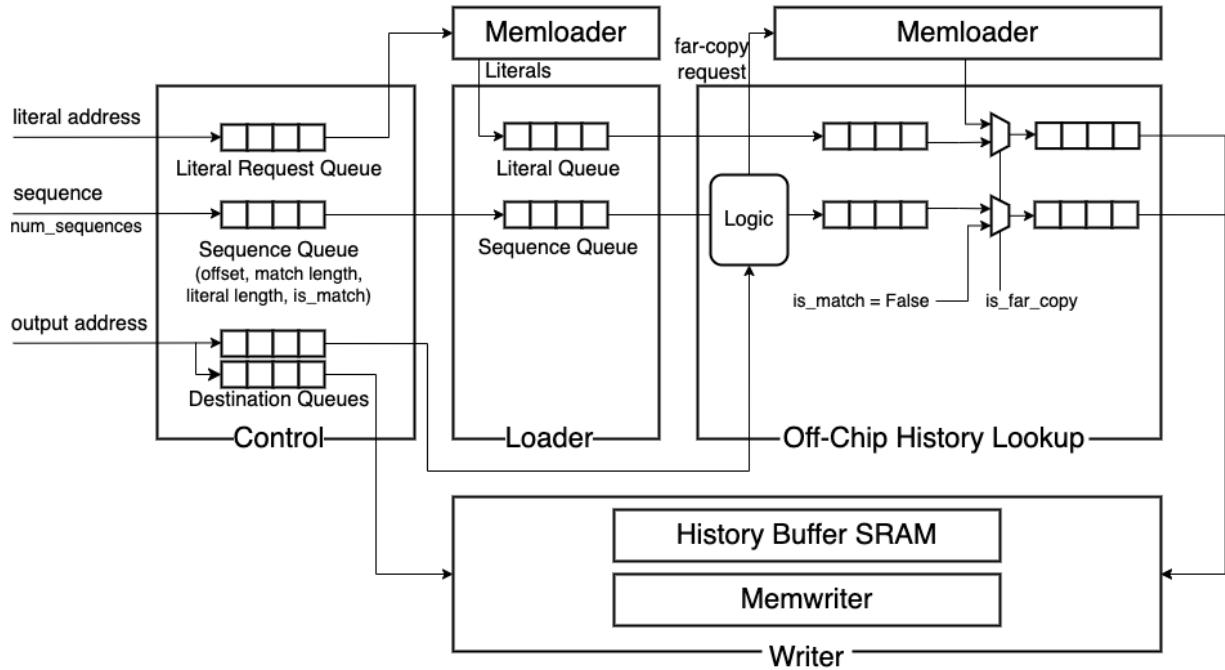 Memloader
Memloader
far-copy
request
Literals
literal address
Literal Request Queue
Literal Queue
sequence
num_sequences
Logic
Sequence Queue
(offset, match length,
literal length, is_match)
Sequence Queue
is_match = False
is_far_copy
output address
Destination Queues
Control
Loader
Off-Chip History Lookup
History Buffer SRAM
Memwriter
Writer